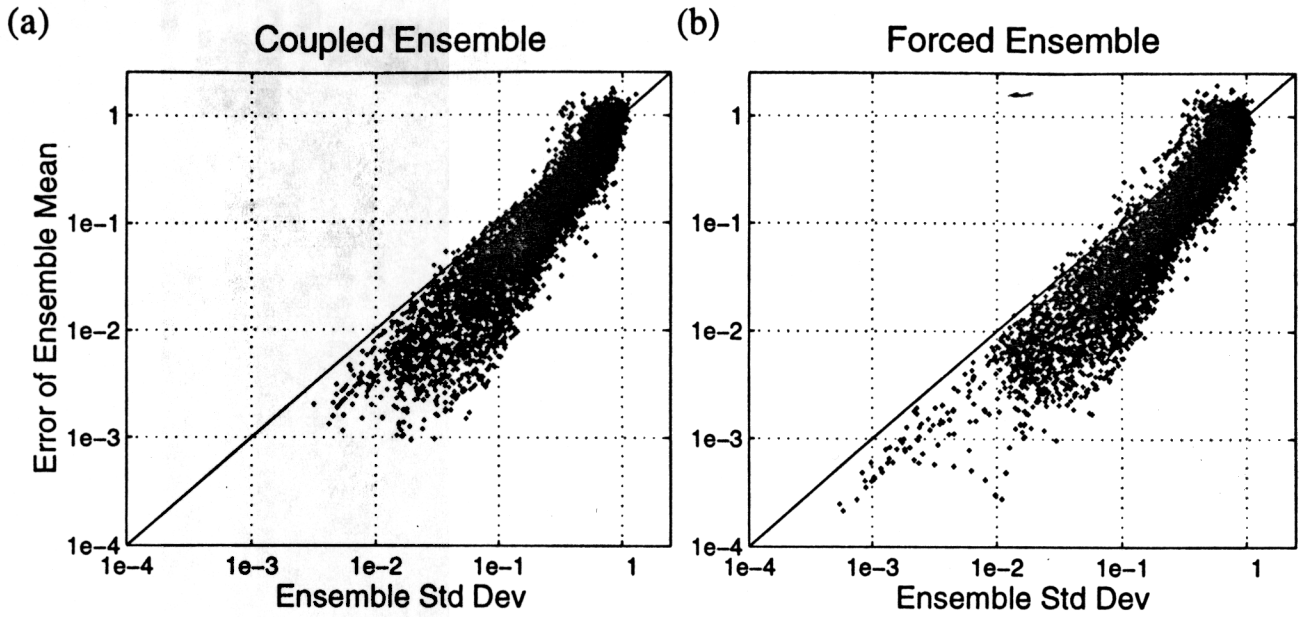 (a)
Coupled Ensemble
Error of Ensemble Mean
1
1e−1
1e−2
1e−3
1e−4
1e−4
1e−3
1e−2
1e−1
1
Ensemble Std Dev
(b)
Forced Ensemble
1
1e−1
1e−2
1e−3
1e−4
1e−4
1e−3
1e−2
1e−1
1
Ensemble Std Dev